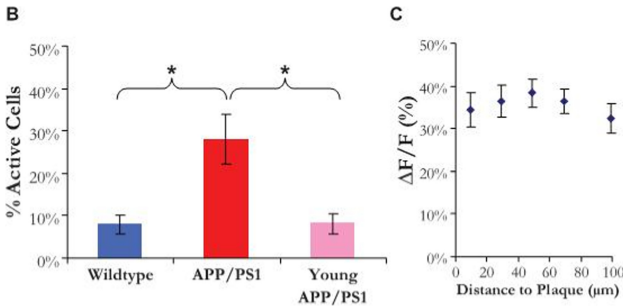 B
50%
40%
30%
20%
10%
0%
% Active Cells
* *
Wildtype APP/PS1 Young
APP/PS1
C
50%
40%
30%
20%
10%
0%
ΔF/F (%)
0 20 40 60 80 100
Distance to Plaque (µm)